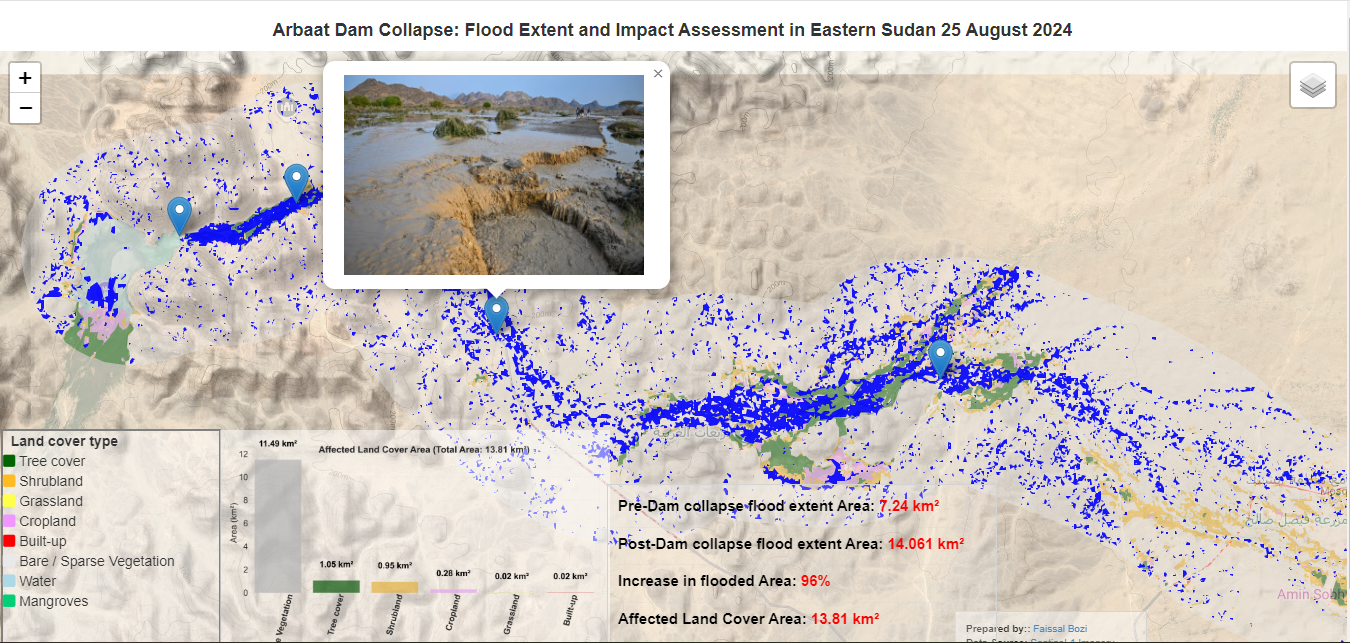 Arbaat Dam Collapse: Flood Extent and Impact Assessment in Eastern Sudan 25 August 2024
+
−
×
Land cover type
Tree cover
Shrubland
Grassland
Cropland
Built-up
Bare / Sparse Vegetation
Water
Mangroves
Affected Land Cover Area (Total Area: 13.81 km²)
Area (km²)
12
10
8
6
4
2
0
11.49 km²
1.05 km²
0.95 km²
0.28 km²
0.02 km²
0.02 km²
Vegetation
Tree cover
Shrubland
Cropland
Grassland
Built-up
Pre-Dam collapse flood extent Area: 7.24 km²
Post-Dam collapse flood extent Area: 14.061 km²
Increase in flooded Area: 96%
Affected Land Cover Area: 13.81 km²
Prepared by:: Faissal Bozi
Data Source: Sentinel-1 Imagery